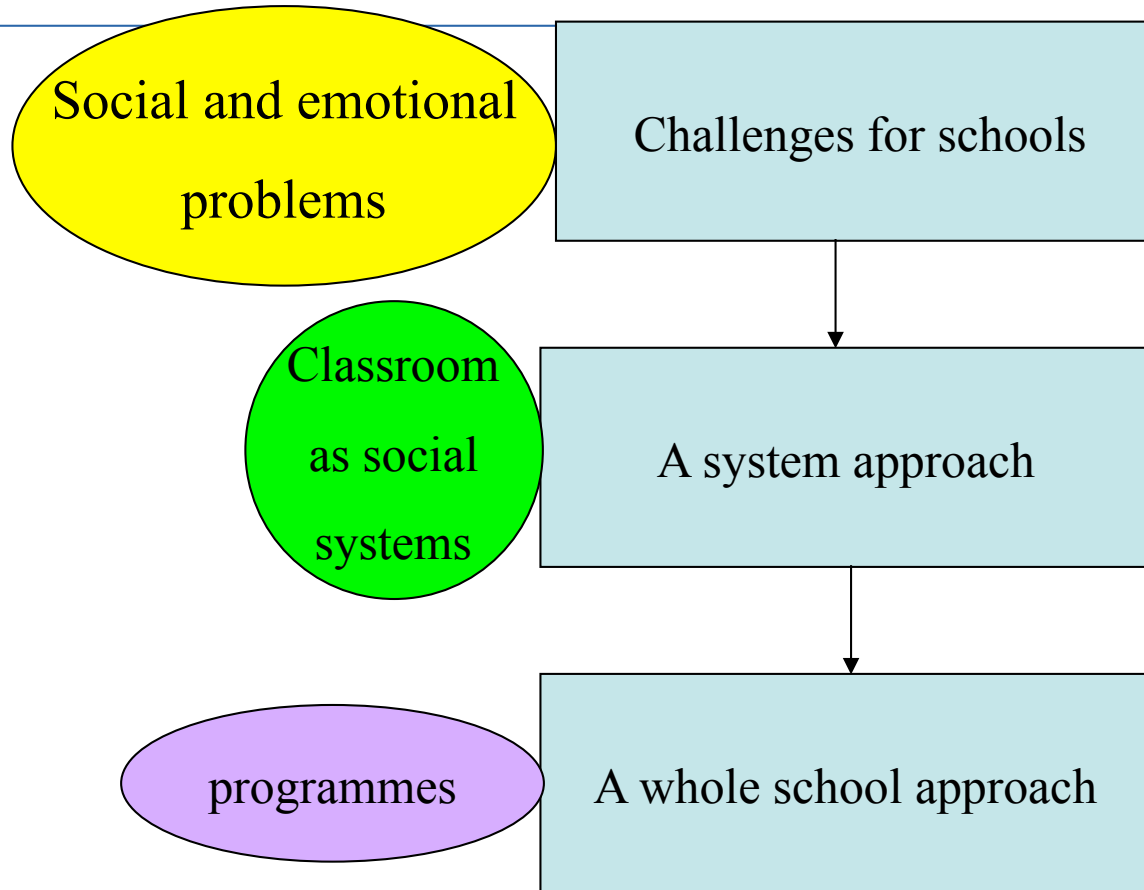 Social and emotional
problems
Challenges for schools
Classroom
as social
systems
A system approach
programmes
A whole school approach